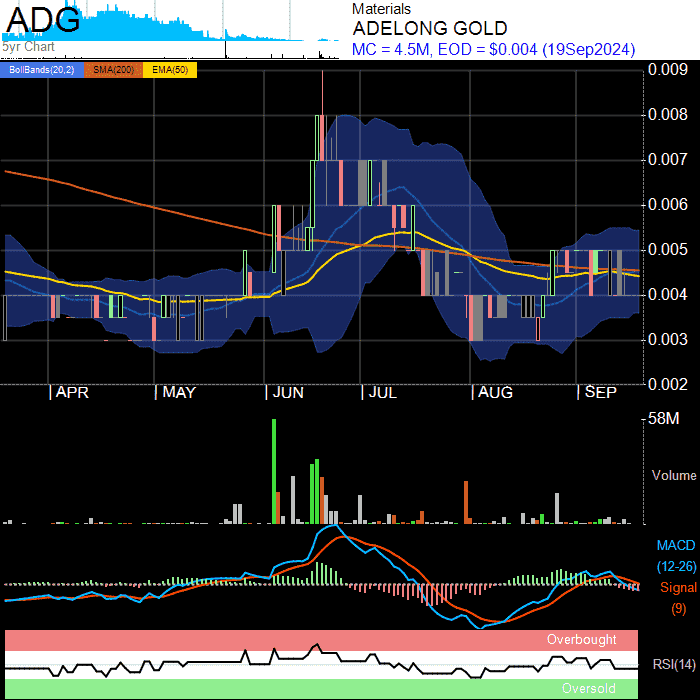 ADG
5yr Chart
Materials
ADELONG GOLD
MC = 4.5M, EOD = $0.004 (19Sep2024)
BollBands(20,2) SMA(200) EMA(50)
0.009
0.008
0.007
0.006
0.005
0.004
0.003
0.002
APR MAY JUN JUL AUG SEP
58M
Volume
MACD
(12-26)
Signal
(9)
Overbought
RSI(14)
Oversold